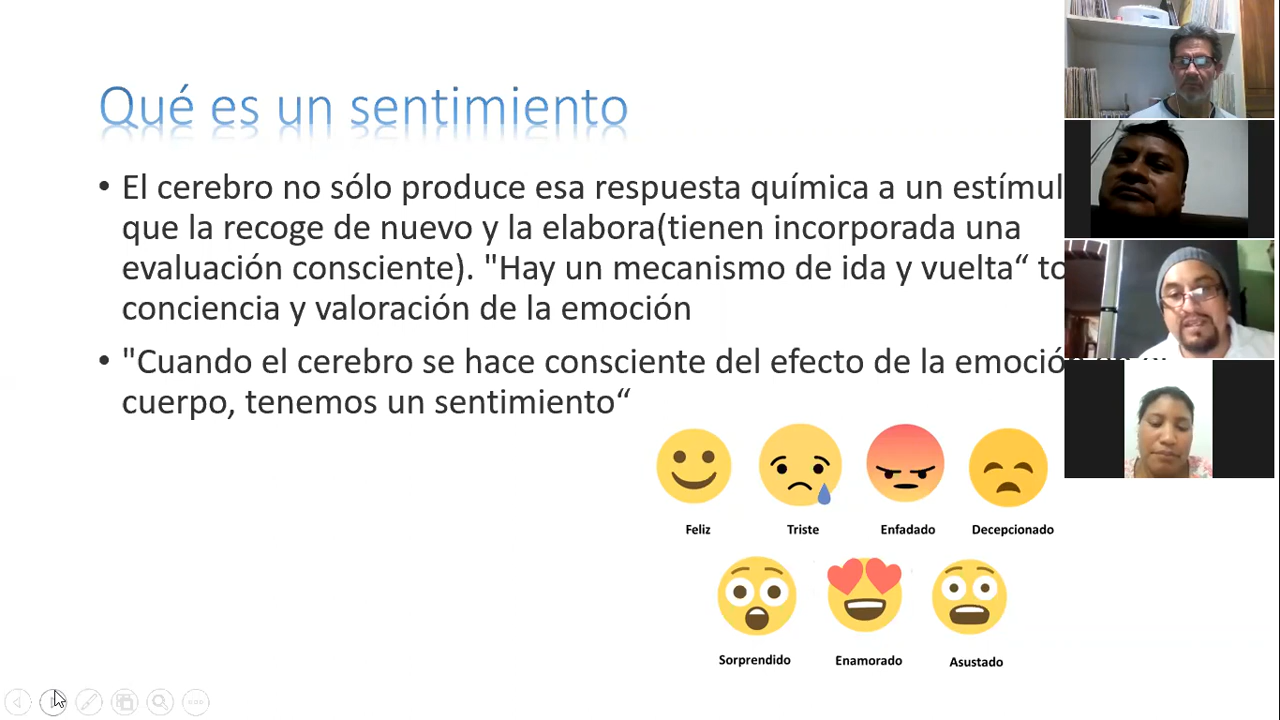 Qué es un sentimiento
• El cerebro no sólo produce esa respuesta química a un
que la recoge de nuevo y la elabora(tienen incorporada una
evaluación consciente). "Hay un mecanismo de ida y vuelta“
conciencia y valoración de la emoción
• "Cuando el cerebro se hace consciente del efecto de la
cuerpo, tenemos un sentimiento“
Feliz Triste Enfadado Decepcionado
Sorprendido Enamorado Asustado